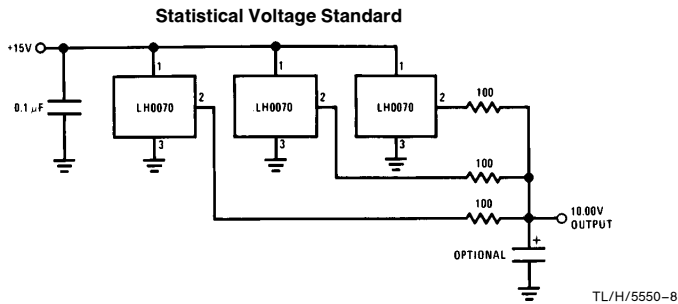 Statistical Voltage Standard
+15V
1
1
1
0.1 μF
LH0070
2
LH0070
2
LH0070
2
100
3
3
3
100
100
10.00V
OUTPUT
OPTIONAL
+
TL/H/5550–8